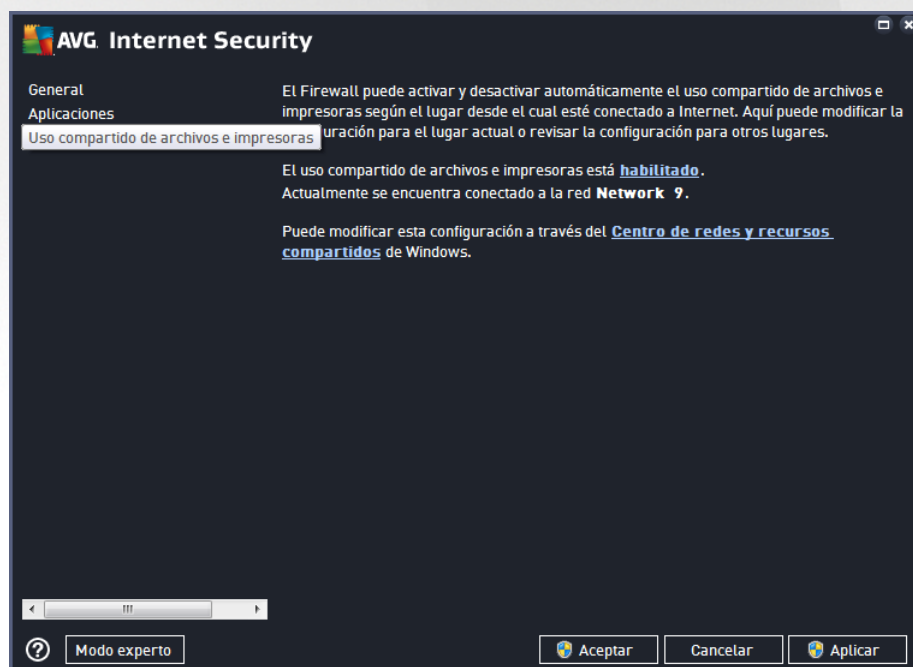 AVG. Internet Security
General
Aplicaciones
Uso compartido de archivos e impresoras
El Firewall puede activar y desactivar automáticamente el uso compartido de archivos e
impresoras según el lugar desde el cual esté conectado a Internet. Aquí puede modificar la
uración para el lugar actual o revisar la configuración para otros lugares.
El uso compartido de archivos e impresoras está habilitado.
Actualmente se encuentra conectado a la red Network 9.
Puede modificar esta configuración a través del Centro de redes y recursos
compartidos de Windows.
?
Modo experto
Aceptar
Cancelar
Aplicar